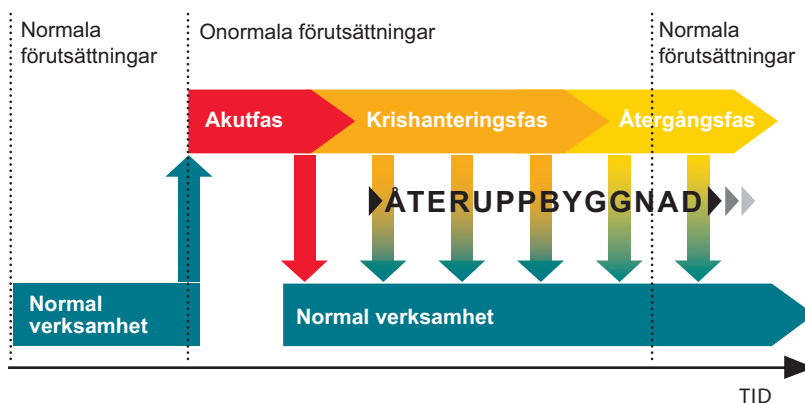 Normala
förutsättningar
Onormala förutsättningar
Normala
förutsättningar
Akutfas
Krishanteringsfas
Återgångsfas
ÅTERUPPBYGGNAD
Normal
verksamhet
Normal verksamhet
TID